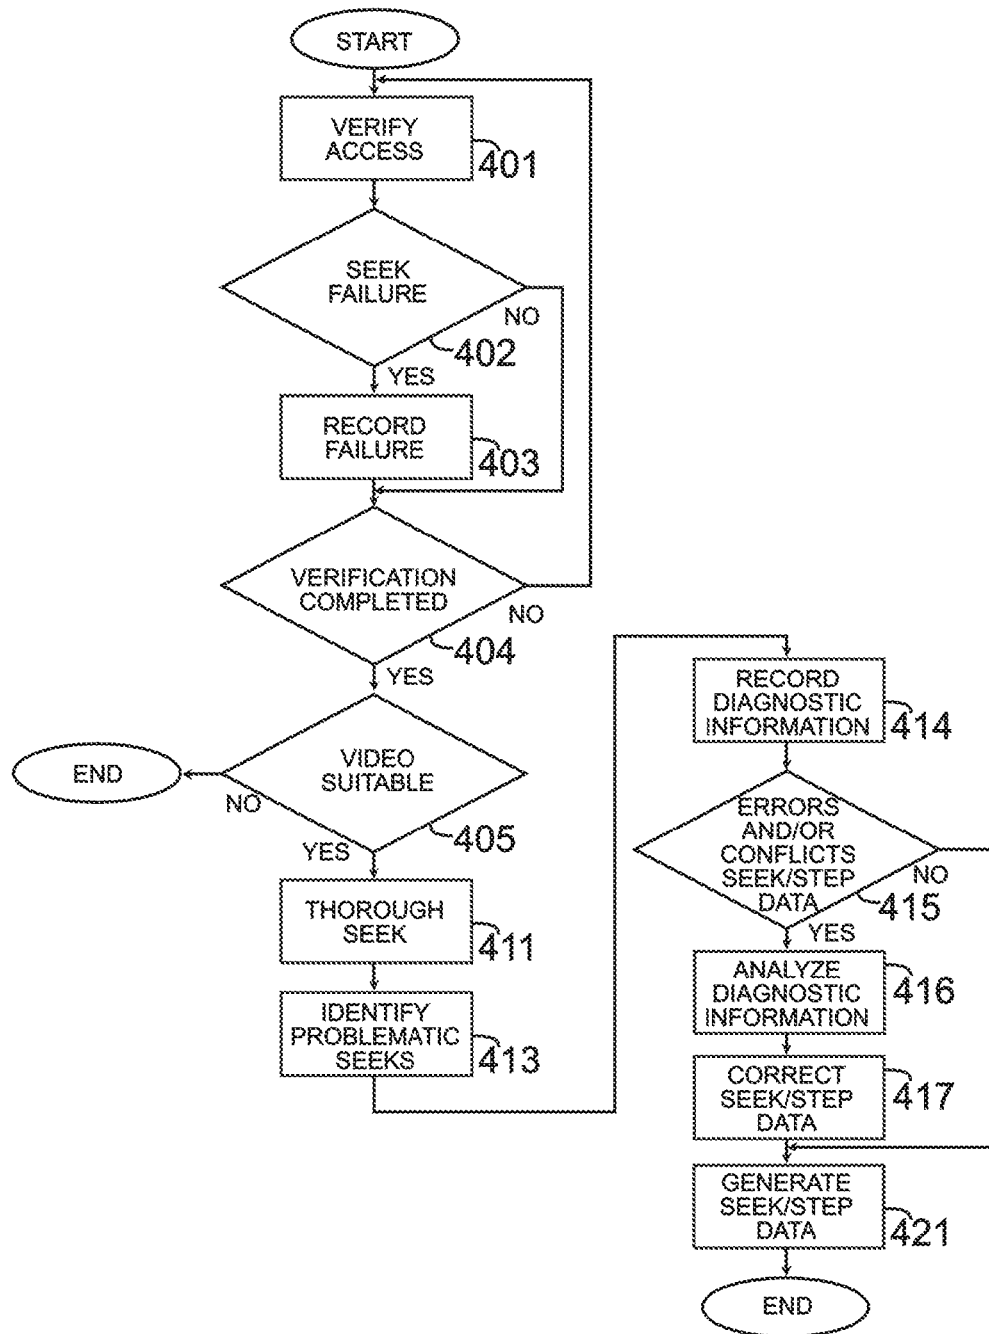 START
VERIFY
ACCESS
401
SEEK
FAILURE
NO
402
YES
RECORD
FAILURE
403
VERIFICATION
COMPLETED
NO
404
YES
VIDEO
SUITABLE
END
NO
405
YES
THOROUGH
SEEK
411
IDENTIFY
PROBLEMATIC
SEEKS
413
RECORD
DIAGNOSTIC
INFORMATION
414
ERRORS
AND/OR
CONFLICTS
SEEK/STEP
DATA
NO
415
YES
ANALYZE
DIAGNOSTIC
INFORMATION
416
CORRECT
SEEK/STEP
DATA
417
GENERATE
SEEK/STEP
DATA
421
END